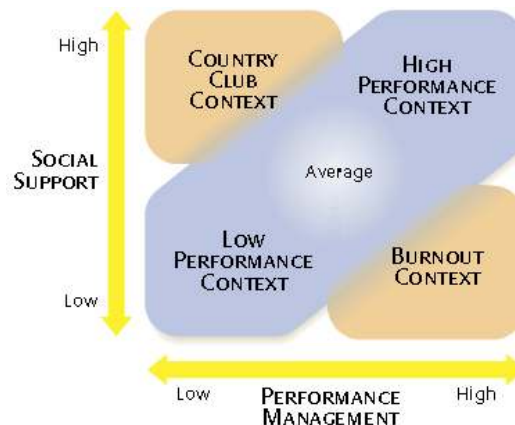 High
COUNTRY
CLUB
CONTEXT
HIGH
PERFORMANCE
CONTEXT
SOCIAL
SUPPORT
Average
LOW
PERFORMANCE
CONTEXT
BURNOUT
CONTEXT
Low
Low
PERFORMANCE
MANAGEMENT
High